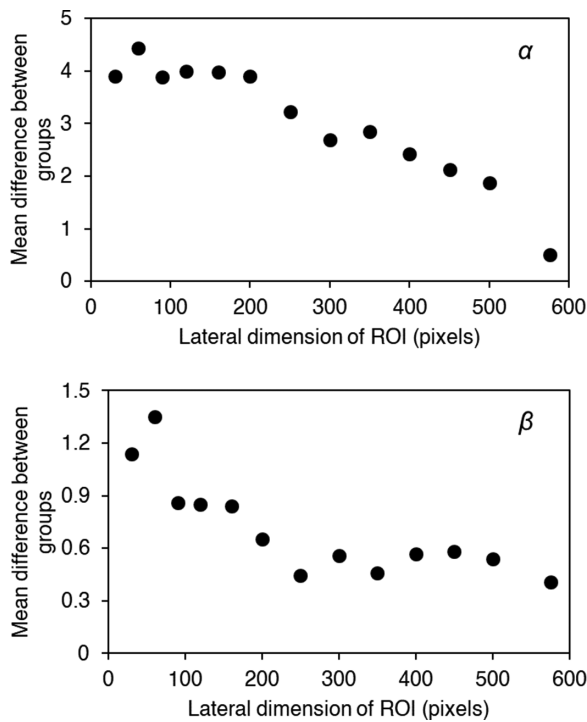 5
α
4
Mean difference between
groups
3
2
1
0
0 100 200 300 400 500 600
Lateral dimension of ROI (pixels)
1.5
β
1.2
Mean difference between
groups
0.9
0.6
0.3
0
0 100 200 300 400 500 600
Lateral dimension of ROI (pixels)